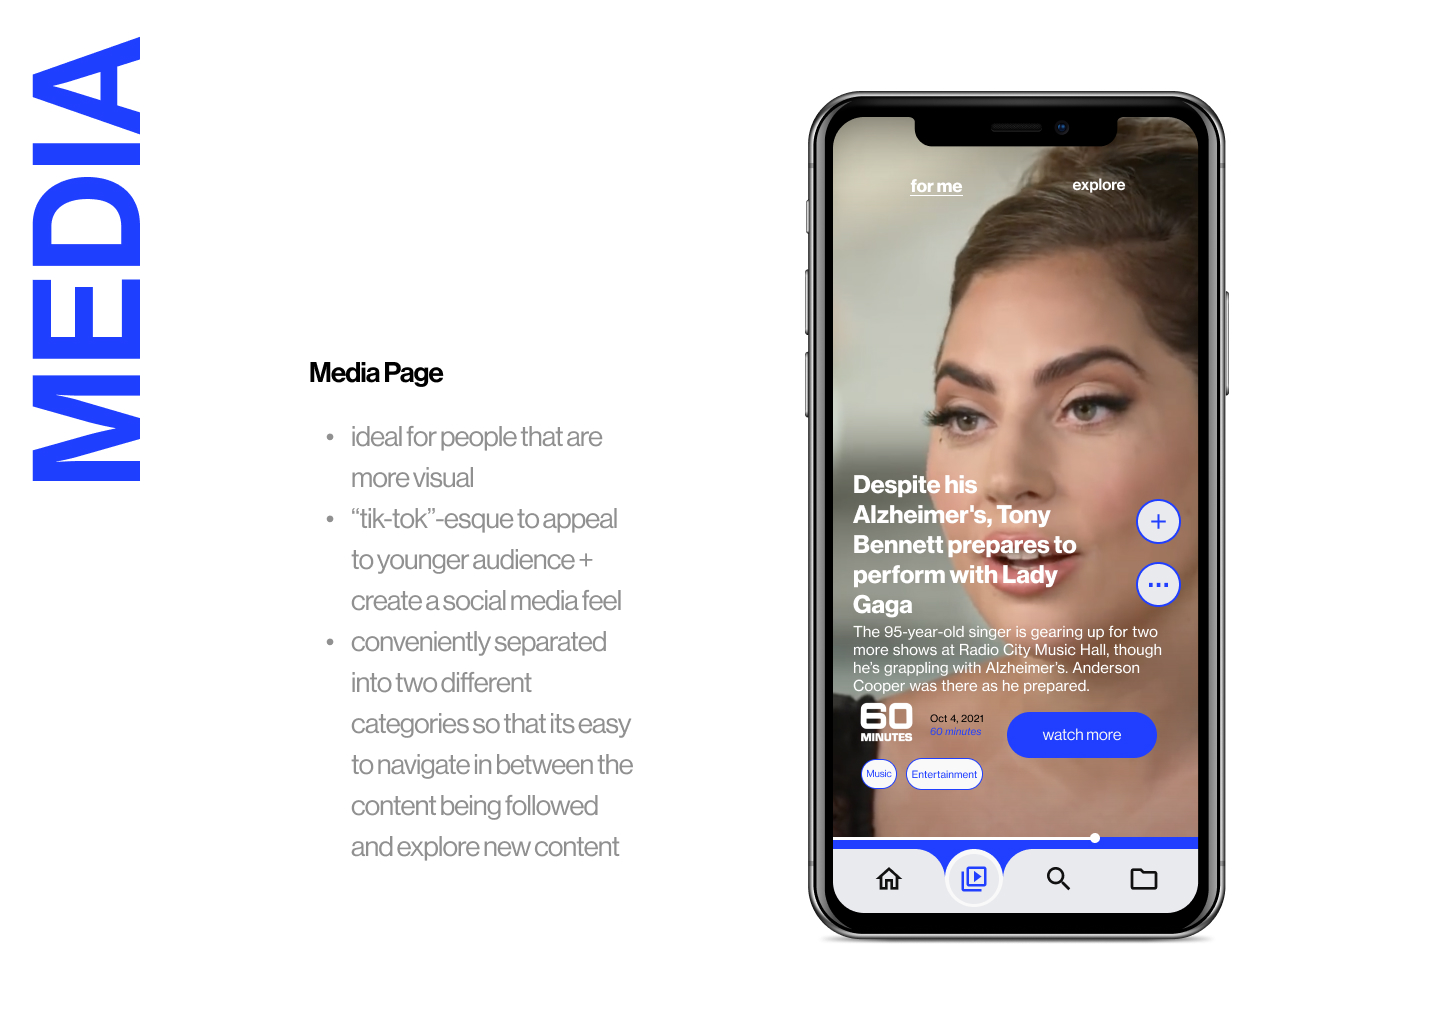 MEDIA
Media Page
• ideal for people that are
more visual
• “tik-tok”-esque to appeal
to younger audience +
create a social media feel
• conveniently separated
into two different
categories so that its easy
to navigate in between the
content being followed
and explore new content
for me
explore
Despite his
Alzheimer's, Tony
Bennett prepares to
perform with Lady
Gaga
The 95-year-old singer is gearing up for two
more shows at Radio City Music Hall, though
he's grappling with Alzheimer's. Anderson
Cooper was there as he prepared.
60
MINUTES
Oct 4, 2021
60 minutes
watch more
Music
Entertainment